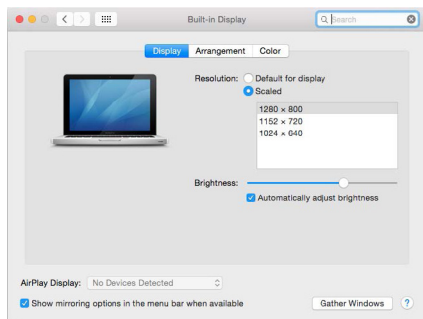 Built-in Display
Search
Display Arrangement Color
Resolution: Default for display
Scaled
1280 × 800
1152 × 720
1024 × 640
Brightness:
Automatically adjust brightness
AirPlay Display: No Devices Detected
Show mirroring options in the menu bar when available
Gather Windows ?